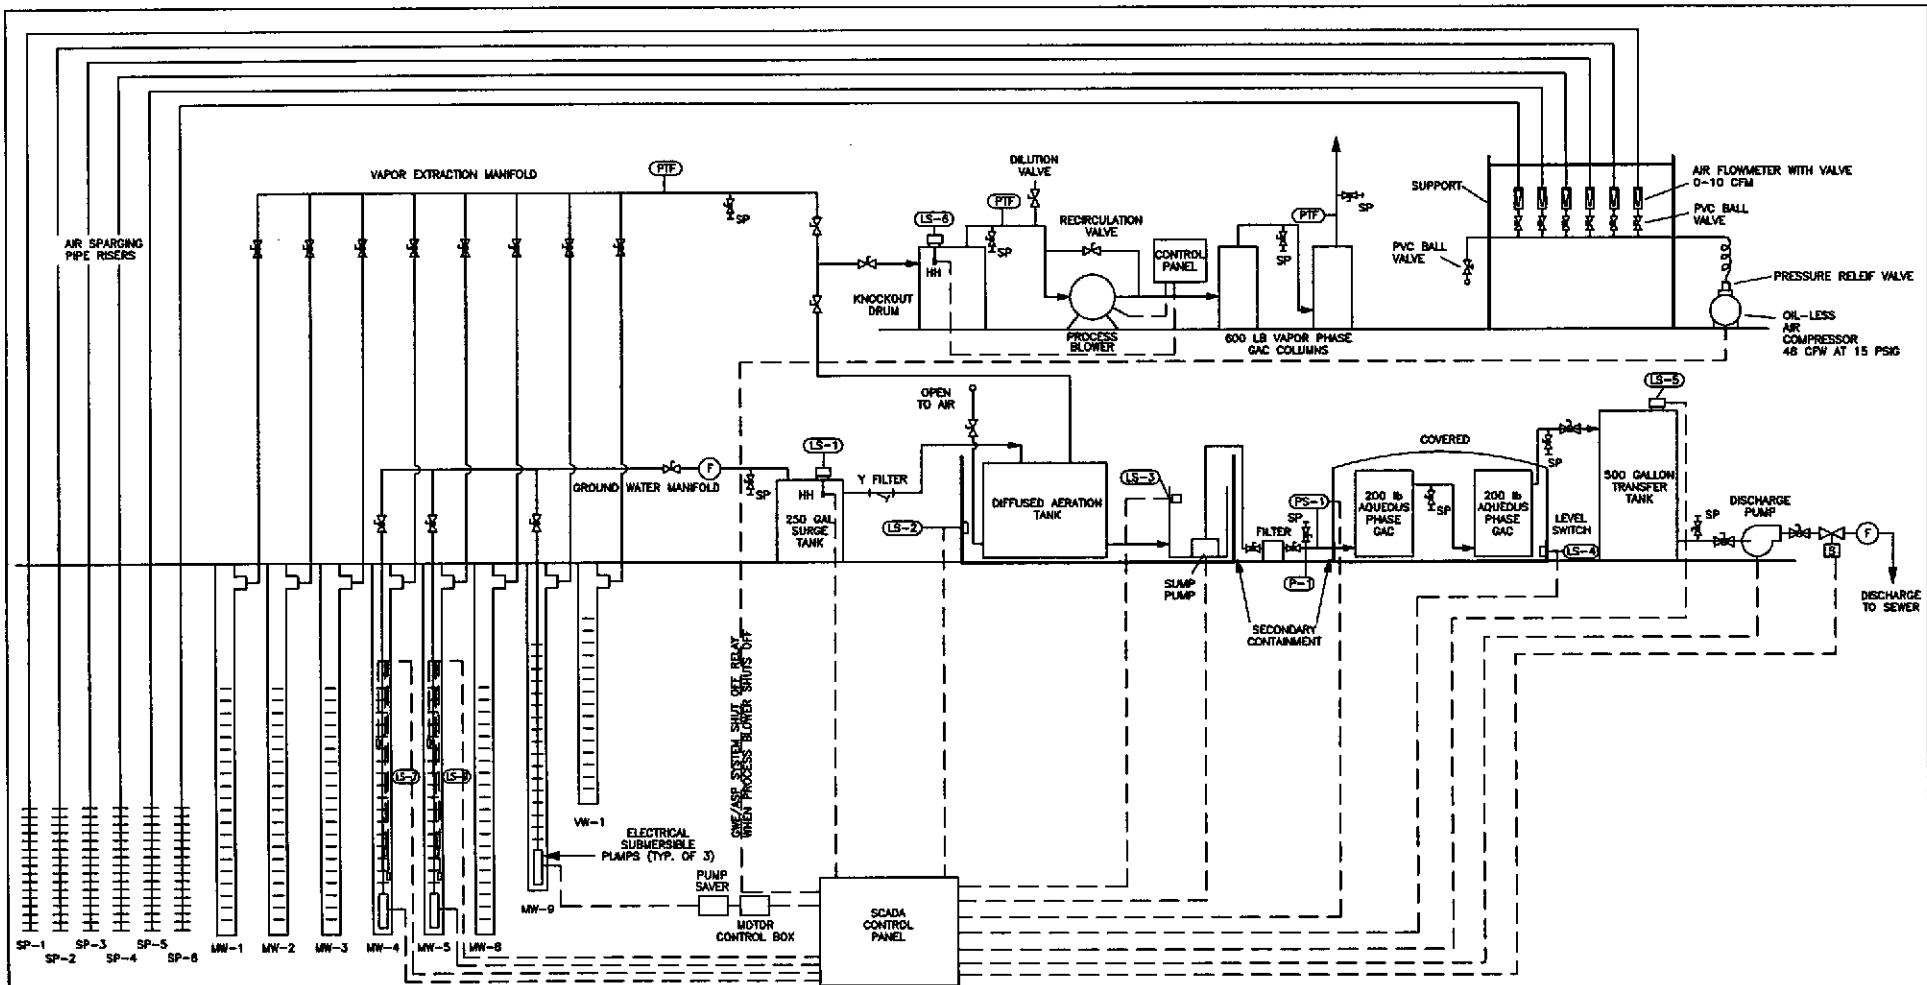 DILUTION
VALVE
PTF
VAPOR EXTRACTION MANIFOLD
SP
LS-6
PTF
SP
RECIRCULATION
VALVE
CONTROL
PANEL
PTF
SP
SP
SUPPORT
AIR FLOWMETER WITH VALVE
0-10 CFM
PVC BALL
VALVE
PVC BALL
VALVE
PRESSURE RELEIF VALVE
OIL-LESS
AIR
COMPRESSOR
48 CFW AT 15 PSIG
AIR SPARGING
PIPE RISERS
HH
KNOCKOUT
DRUM
PROCESS
BLOWER
600 LB VAPOR PHASE
GAC COLUMNS
OPEN
TO AIR
LS-1
F
GROUND WATER MANIFOLD
SP
HH
250 GAL
SURGE
TANK
Y FILTER
LS-2
DIFFUSED AERATION
TANK
LS-3
SUMP
PUMP
FILTER
SP
PS-1
P-1
COVERED
200 lb
AQUEOUS
PHASE
GAC
SP
200 lb
AQUEOUS
PHASE
GAC
SP
LEVEL
SWITCH
LS-4
LS-5
500 GALLON
TRANSFER
TANK
SP
DISCHARGE
PUMP
LS
F
DISCHARGE
TO SEWER
SECONDARY
CONTAINMENT
GWE/ASP SYSTEM SHUT OFF RELAY
WHEN PROCESS BLOWER SHUTS OFF
LS-7
VW-1
ELECTRICAL
SUBMERSIBLE
PUMPS (TYP. OF 3)
PUMP
SAVER
MOTOR
CONTROL BOX
SCADA
CONTROL
PANEL
SP-1
SP-2
SP-3
SP-4
SP-5
SP-6
MW-1
MW-2
MW-3
MW-4
MW-5
MW-9